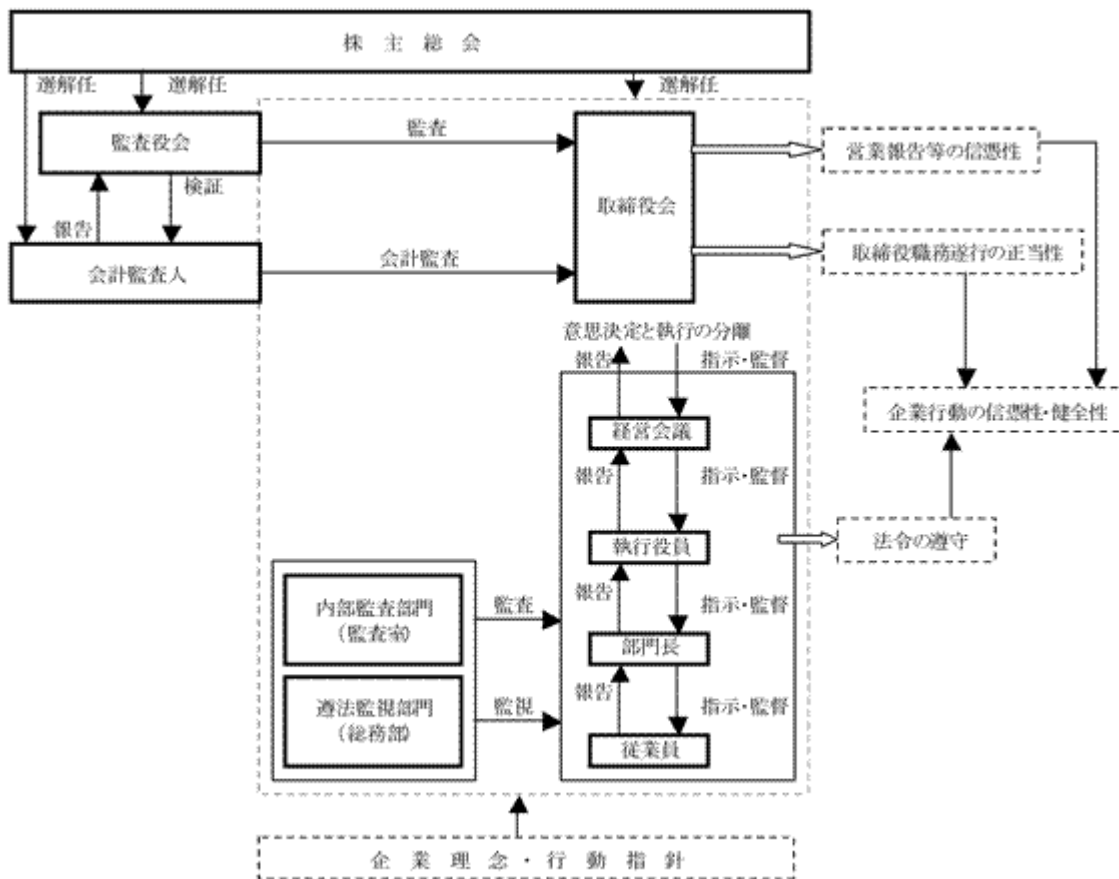 株主総会
選解任
選解任
選解任
監査役会
監査
取締役会
営業報告等の信憑性
検証
報告
会計監査人
会計監査
取締役職務遂行の正当性
意思決定と執行の分離
報告
指示・監督
企業行動の信憑性・健全性
経営会議
報告
指示・監督
執行役員
法令の遵守
内部監査部門
(監査室)
監査
報告
指示・監督
部門長
遵法監視部門
(総務部)
監視
報告
指示・監督
従業員
企業理念・行動指針